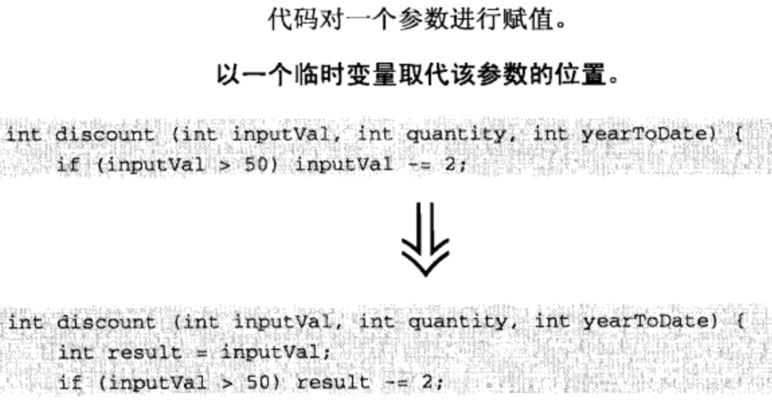 代码对一个参数进行赋值。
以一个临时变量取代该参数的位置。
int discount (int inputVal, int quantity, int yearToDate) {
if (inputVal > 50) inputVal -= 2;
int discount (int inputVal, int quantity, int yearToDate) {
int result = inputVal;
if (inputVal > 50) result -= 2;